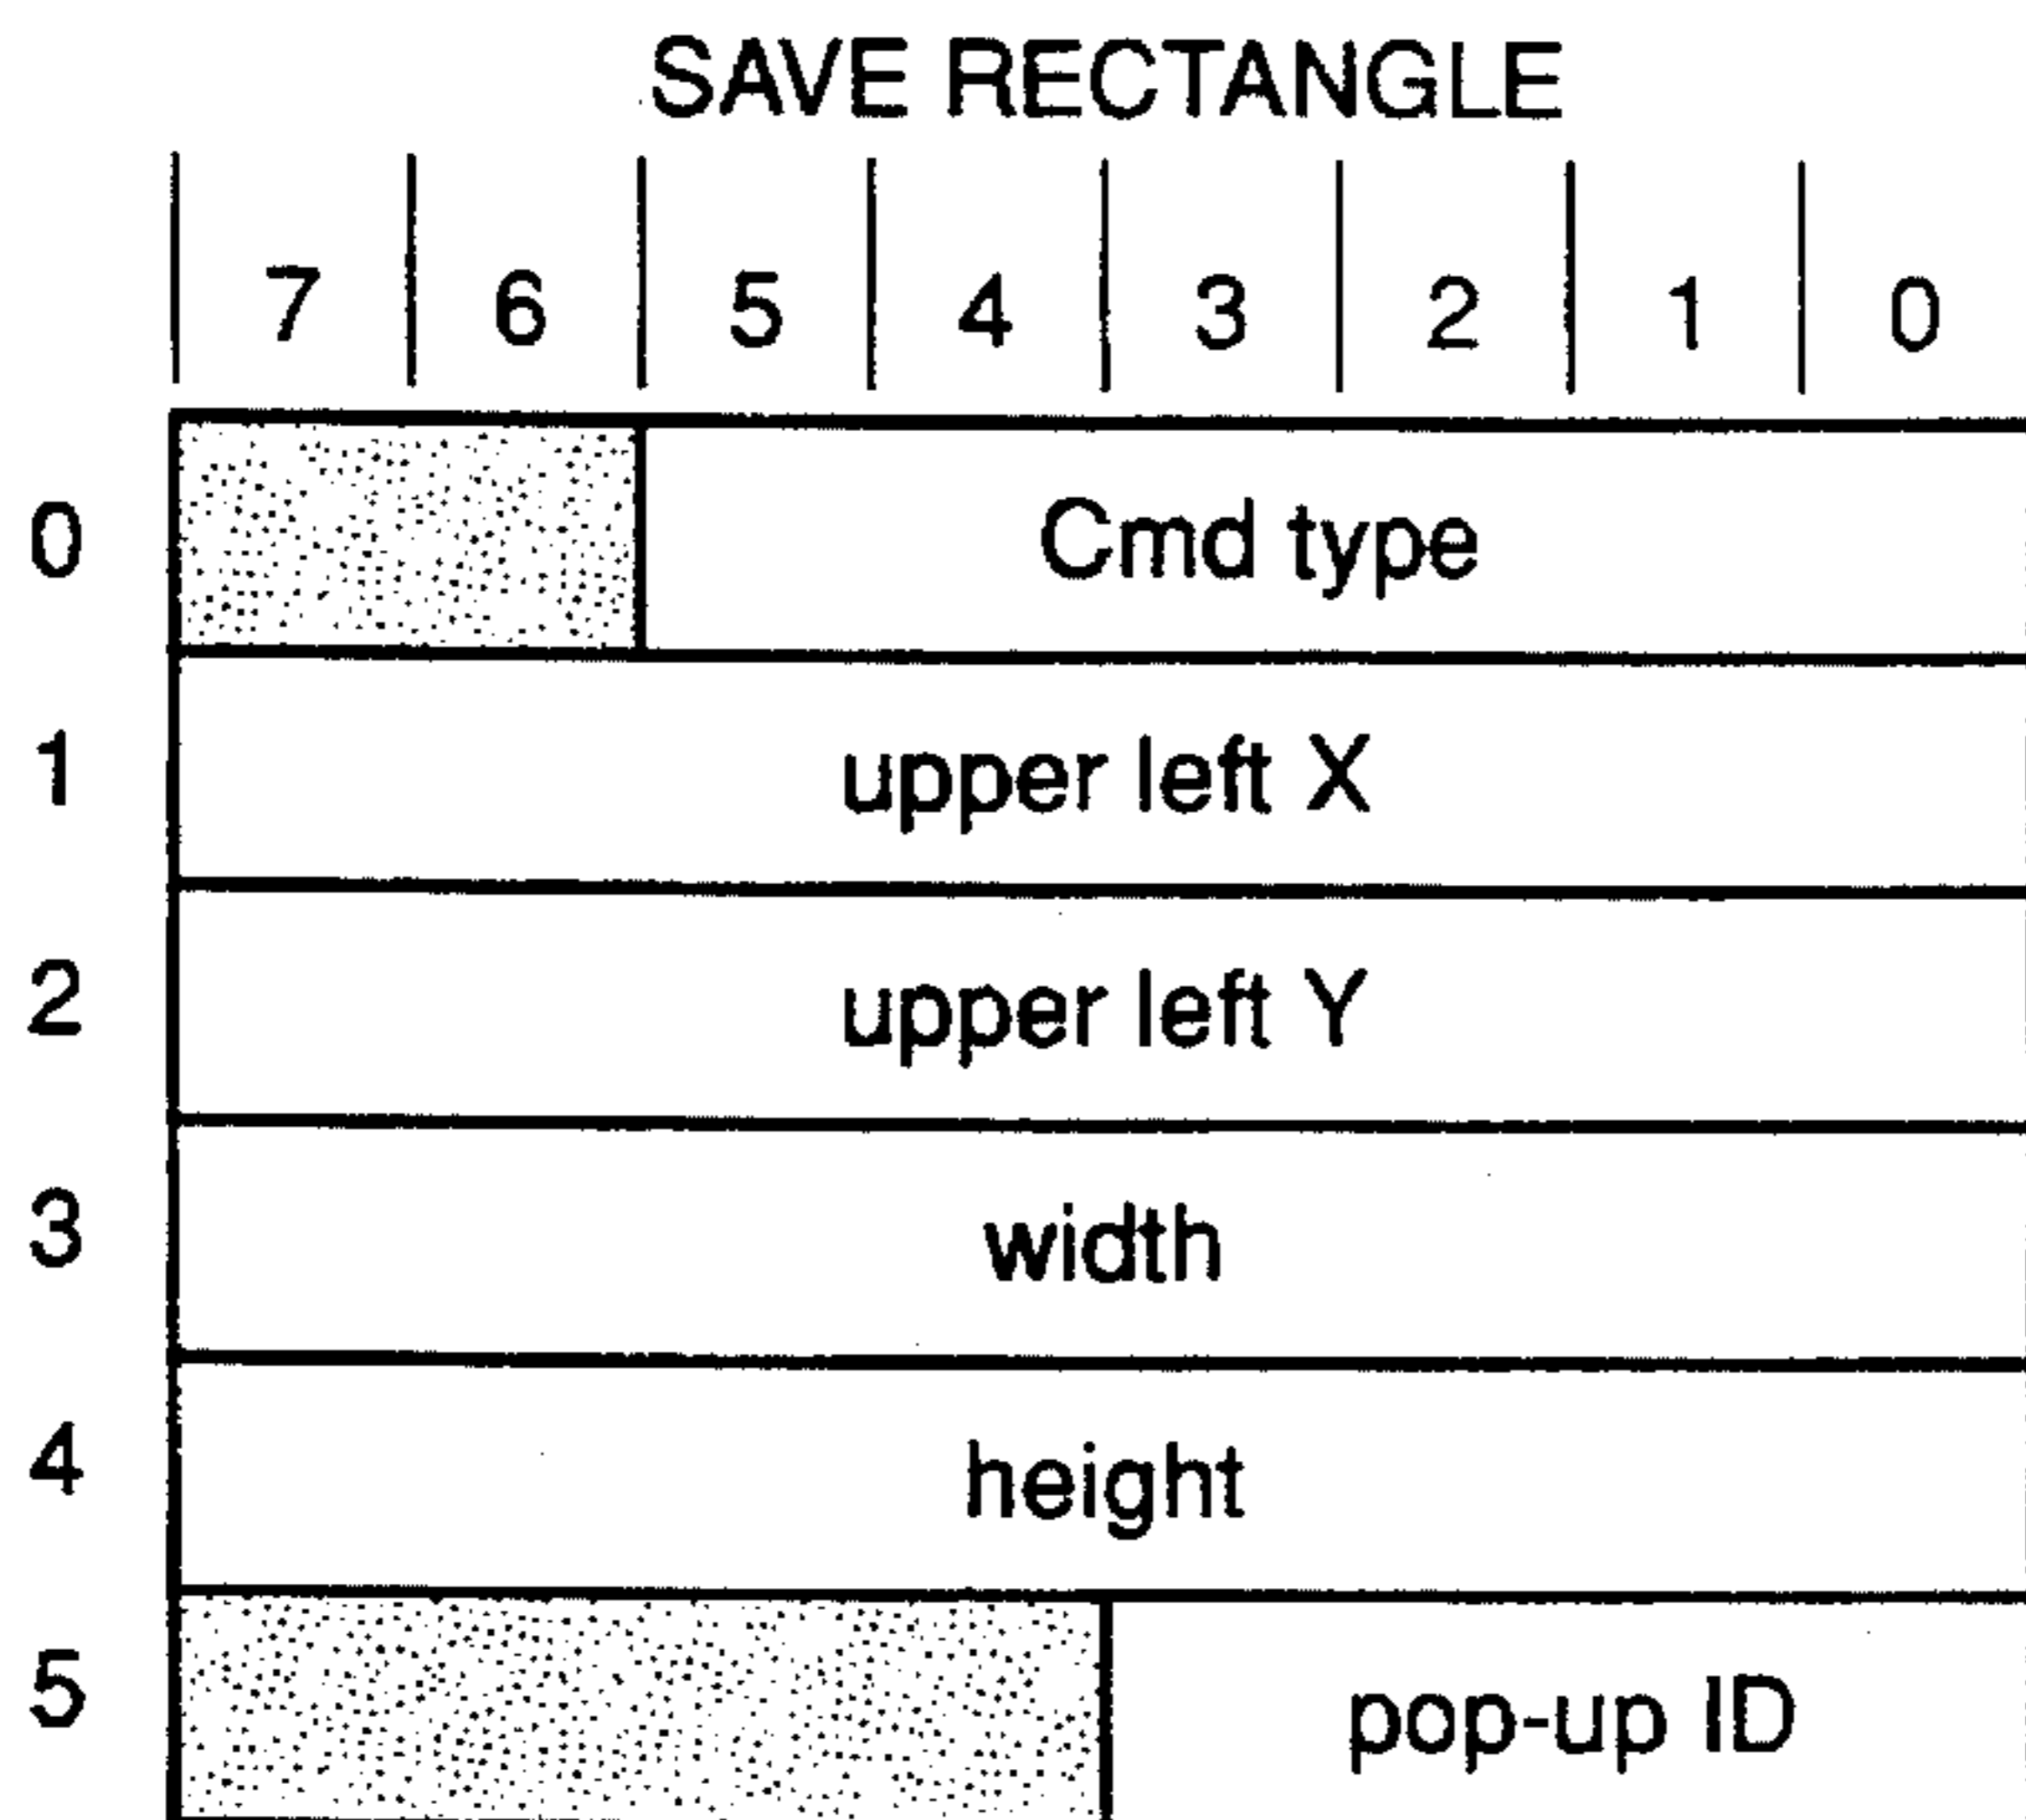 SAVE RECTANGLE
7 6 5 4 3 2 1 0
0 Cmd type
1 upper left X
2 upper left Y
3 width
4 height
5 pop-up ID